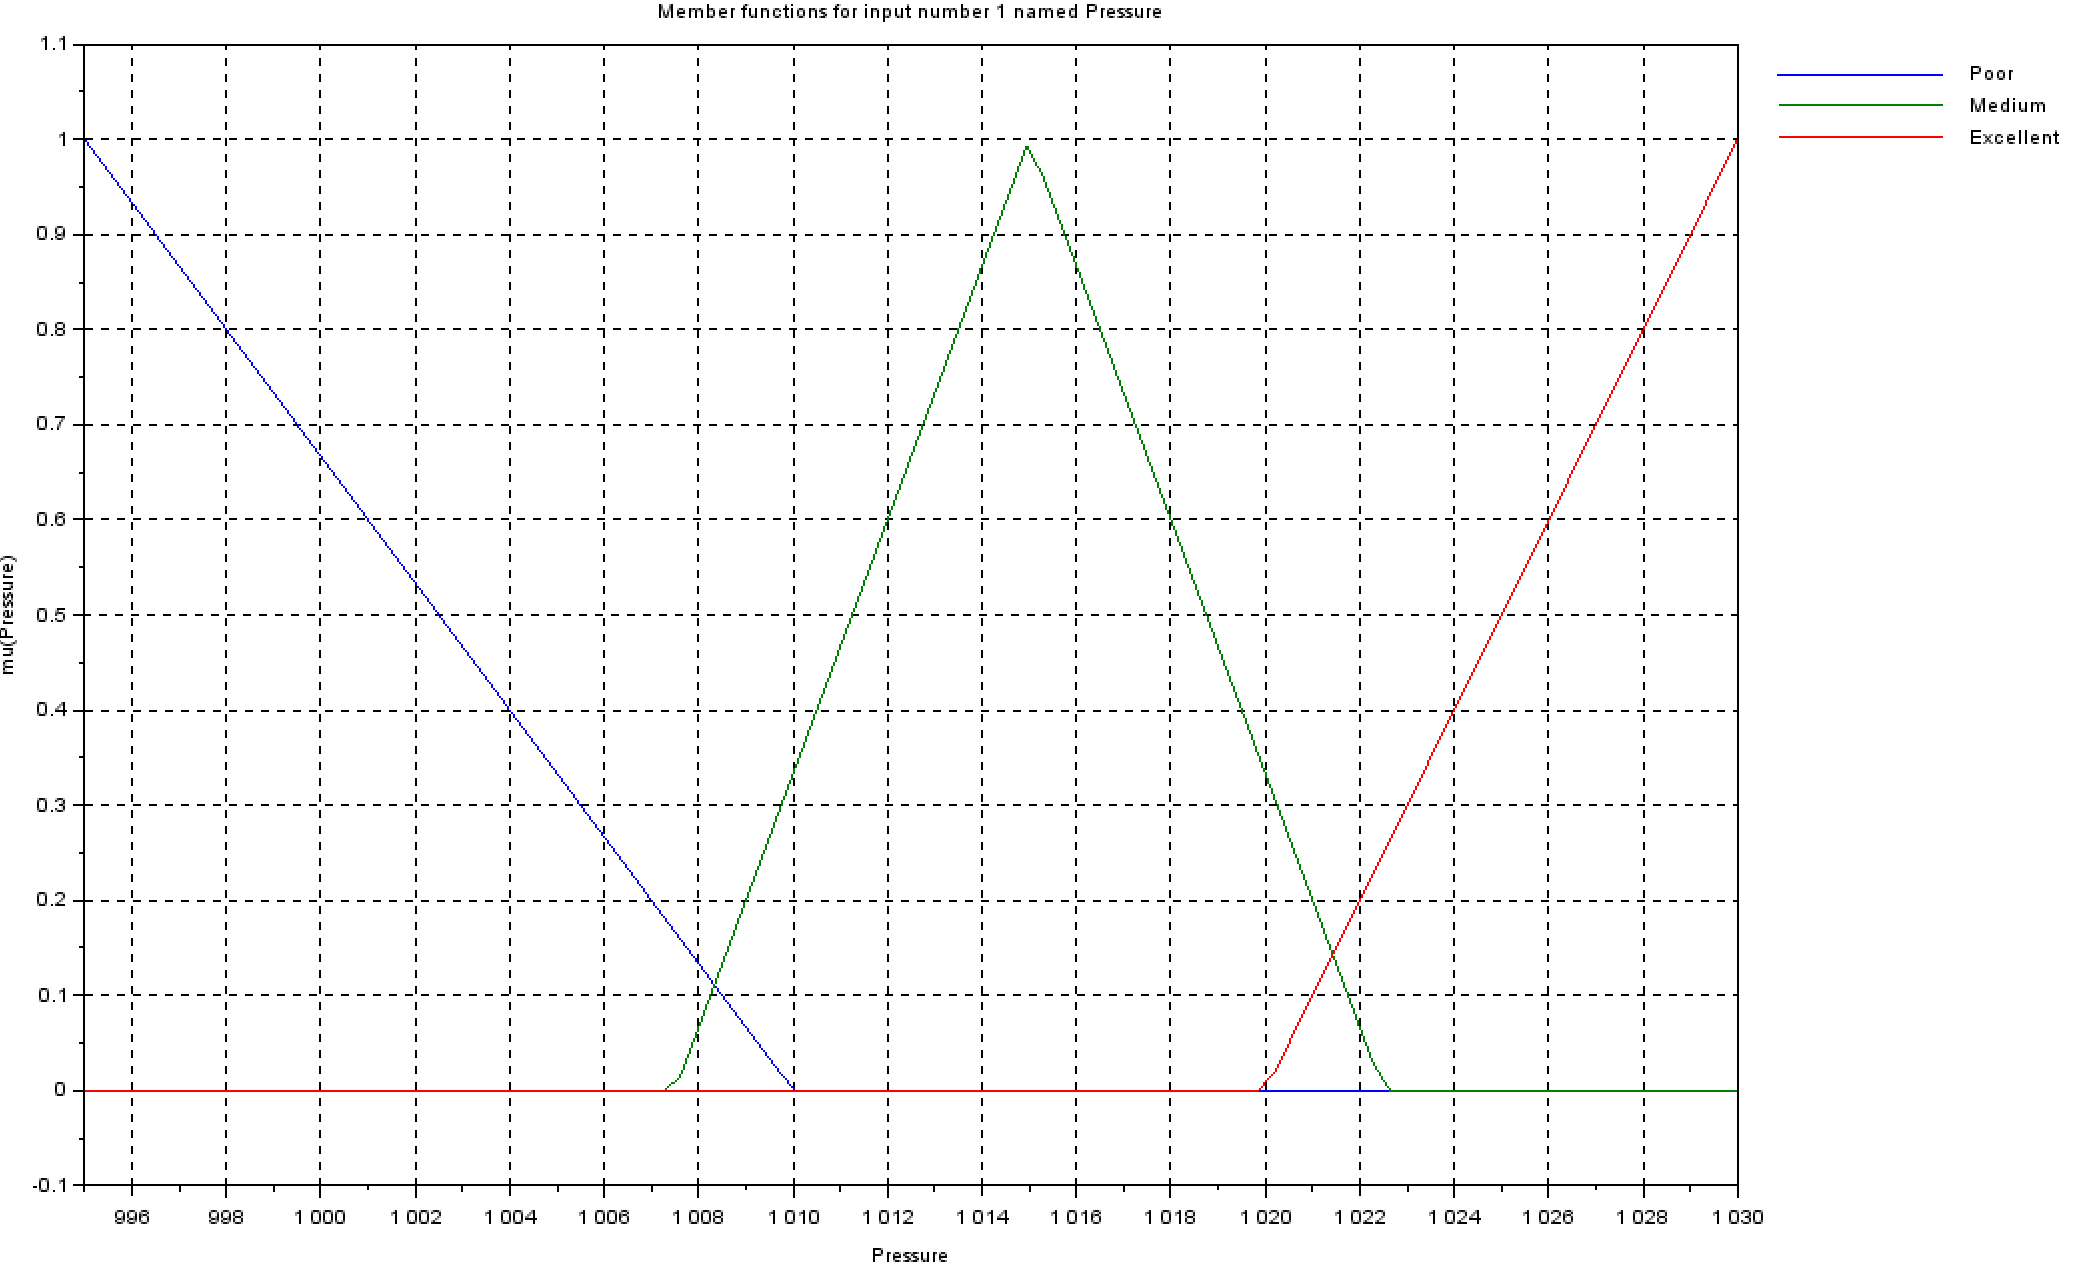 Member functions for input number 1 named Pressure
1.1
1
0.9
0.8
0.7
0.6
0.5
0.4
0.3
0.2
0.1
0
-0.1
mu(Pressure)
996 998 1 000 1 002 1 004 1 006 1 008 1 010 1 012 1 014 1 016 1 018 1 020 1 022 1 024 1 026 1 028 1 030
Pressure
Poor
Medium
Excellent